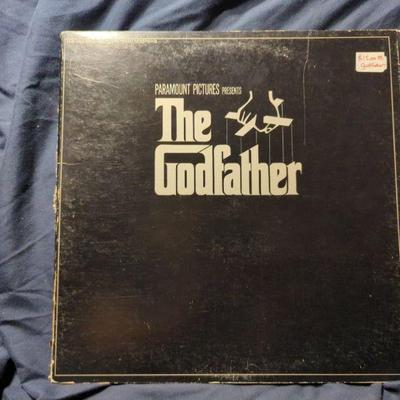 PARAMOUNT PICTURES PRESENTS
The
Godfather